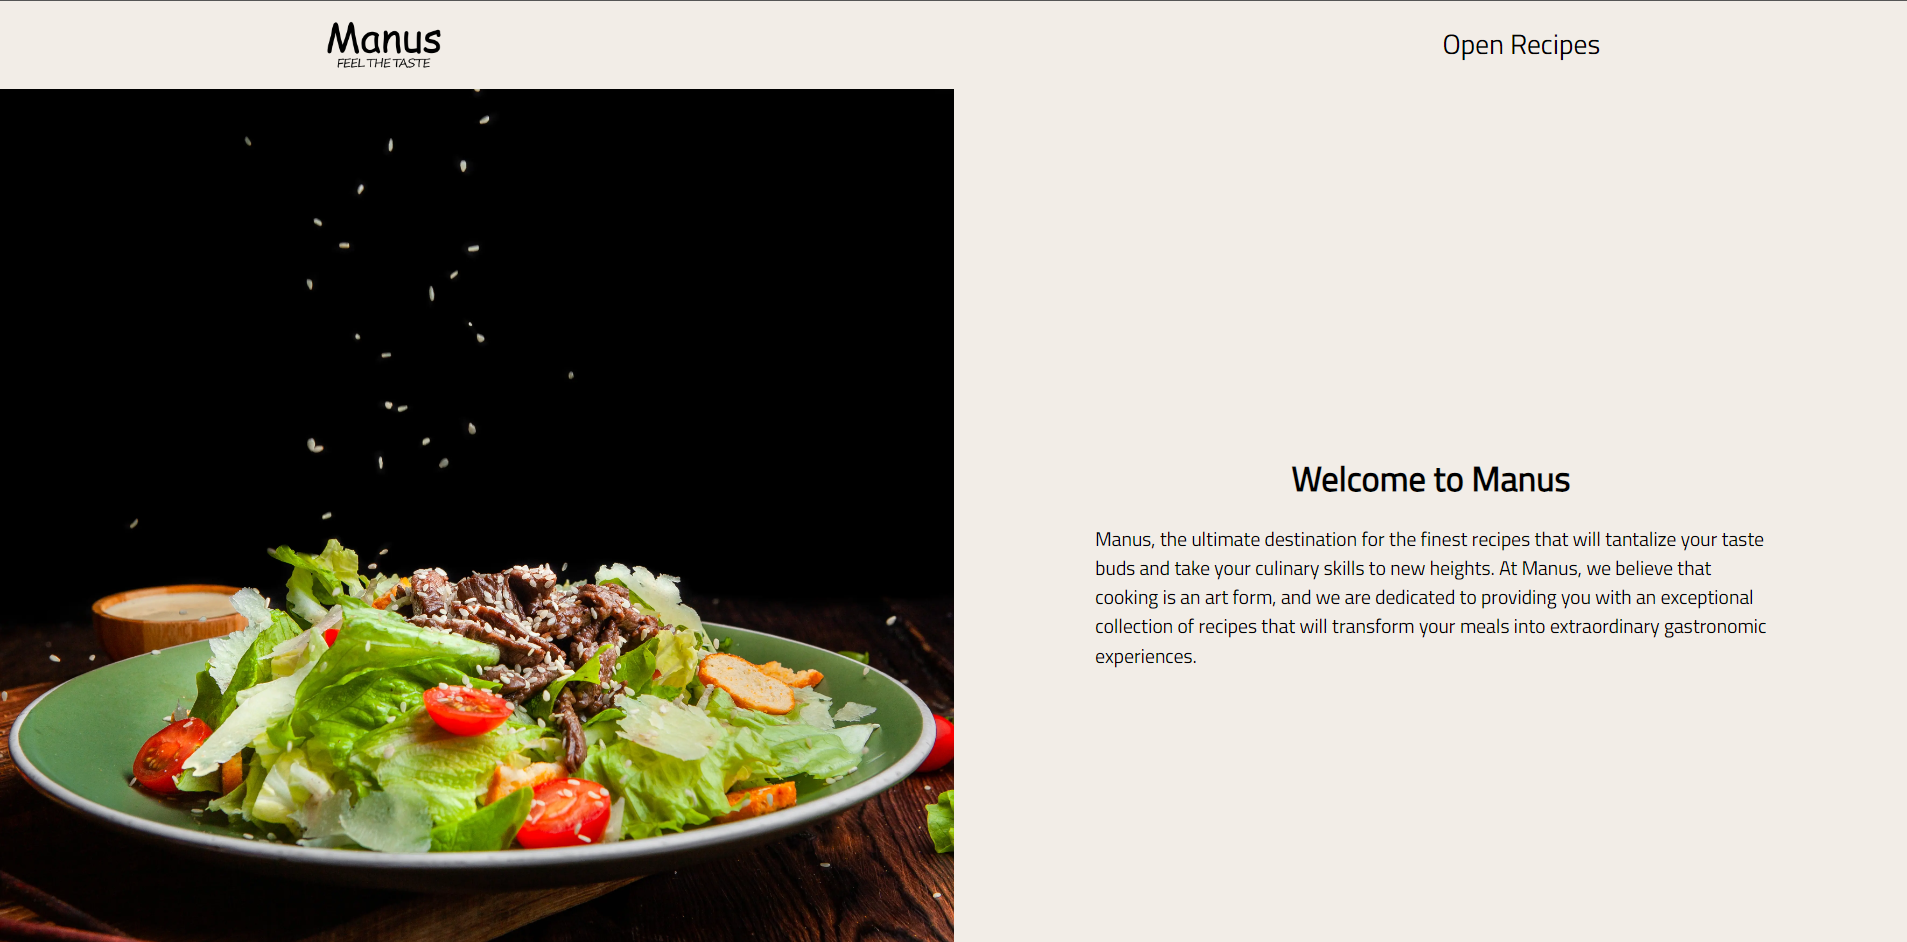 Manus
FEEL THE TASTE
Open Recipes
Welcome to Manus
Manus, the ultimate destination for the finest recipes that will tantalize your taste
buds and take your culinary skills to new heights. At Manus, we believe that
cooking is an art form, and we are dedicated to providing you with an exceptional
collection of recipes that will transform your meals into extraordinary gastronomic
experiences.